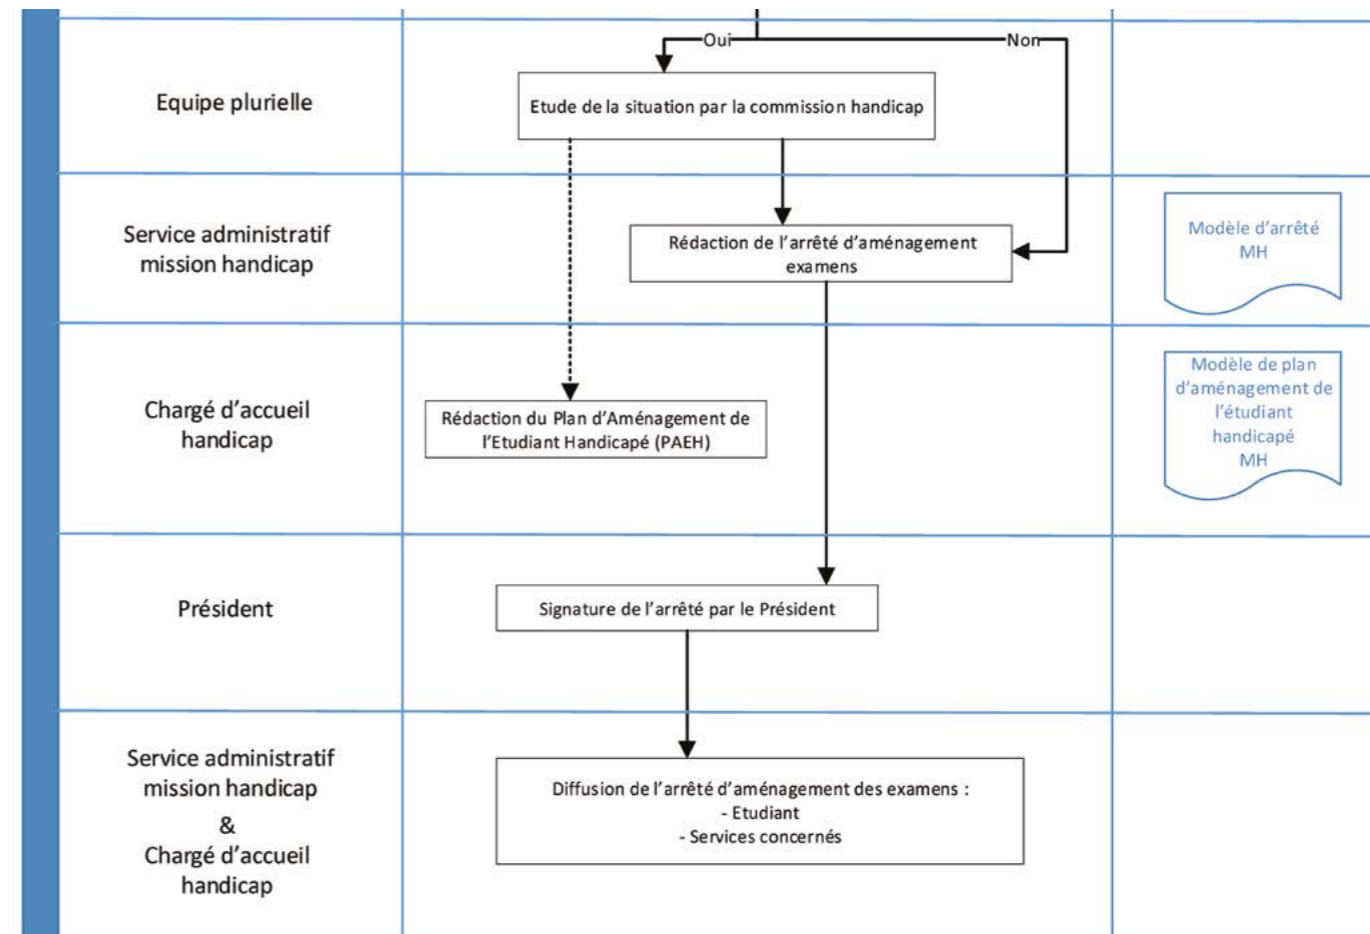 Oui
Non
Equipe plurielle
Etude de la situation par la commission handicap
Service administratif
mission handicap
Rédaction de l'arrêté d'aménagement
examens
Modèle d'arrêté
MH
Chargé d'accueil
handicap
Rédaction du Plan d'Aménagement de
l'Etudiant Handicapé (PAEH)
Modèle de plan
d'aménagement de
l'étudiant
handicapé
MH
Président
Signature de l'arrêté par le Président
Service administratif
mission handicap
&
Chargé d'accueil
handicap
Diffusion de l'arrêté d'aménagement des examens :
- Etudiant
- Services concernés